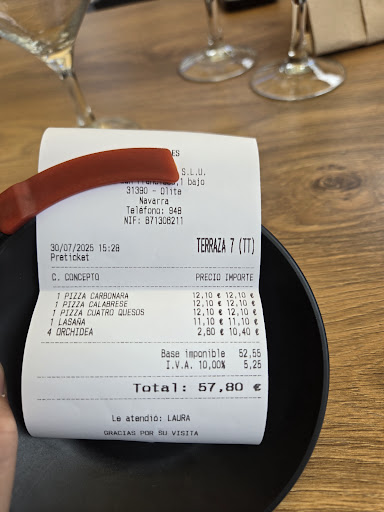 ES
S.L.U.
,1 bajo
31390 - Olite
Navarra
Teléfono: 948
NIF: B71306211
30/07/2025 15:28 TERRAZA 7 (TT)
Preticket
C. CONCEPTO PRECIO IMPORTE
1 PIZZA CARBONARA 12,10 € 12,10 €
1 PIZZA CALABRESE 12,10 € 12,10 €
1 PIZZA CUATRO QUESOS 12,10 € 12,10 €
1 LASAÑA 11,10 € 11,10 €
4 ORCHIDEA 2,60 € 10,40 €
Base imponible 52,55
I.V.A. 10,00% 5,25
Total: 57,80 €
Le atendió: LAURA
GRACIAS POR SU VISITA